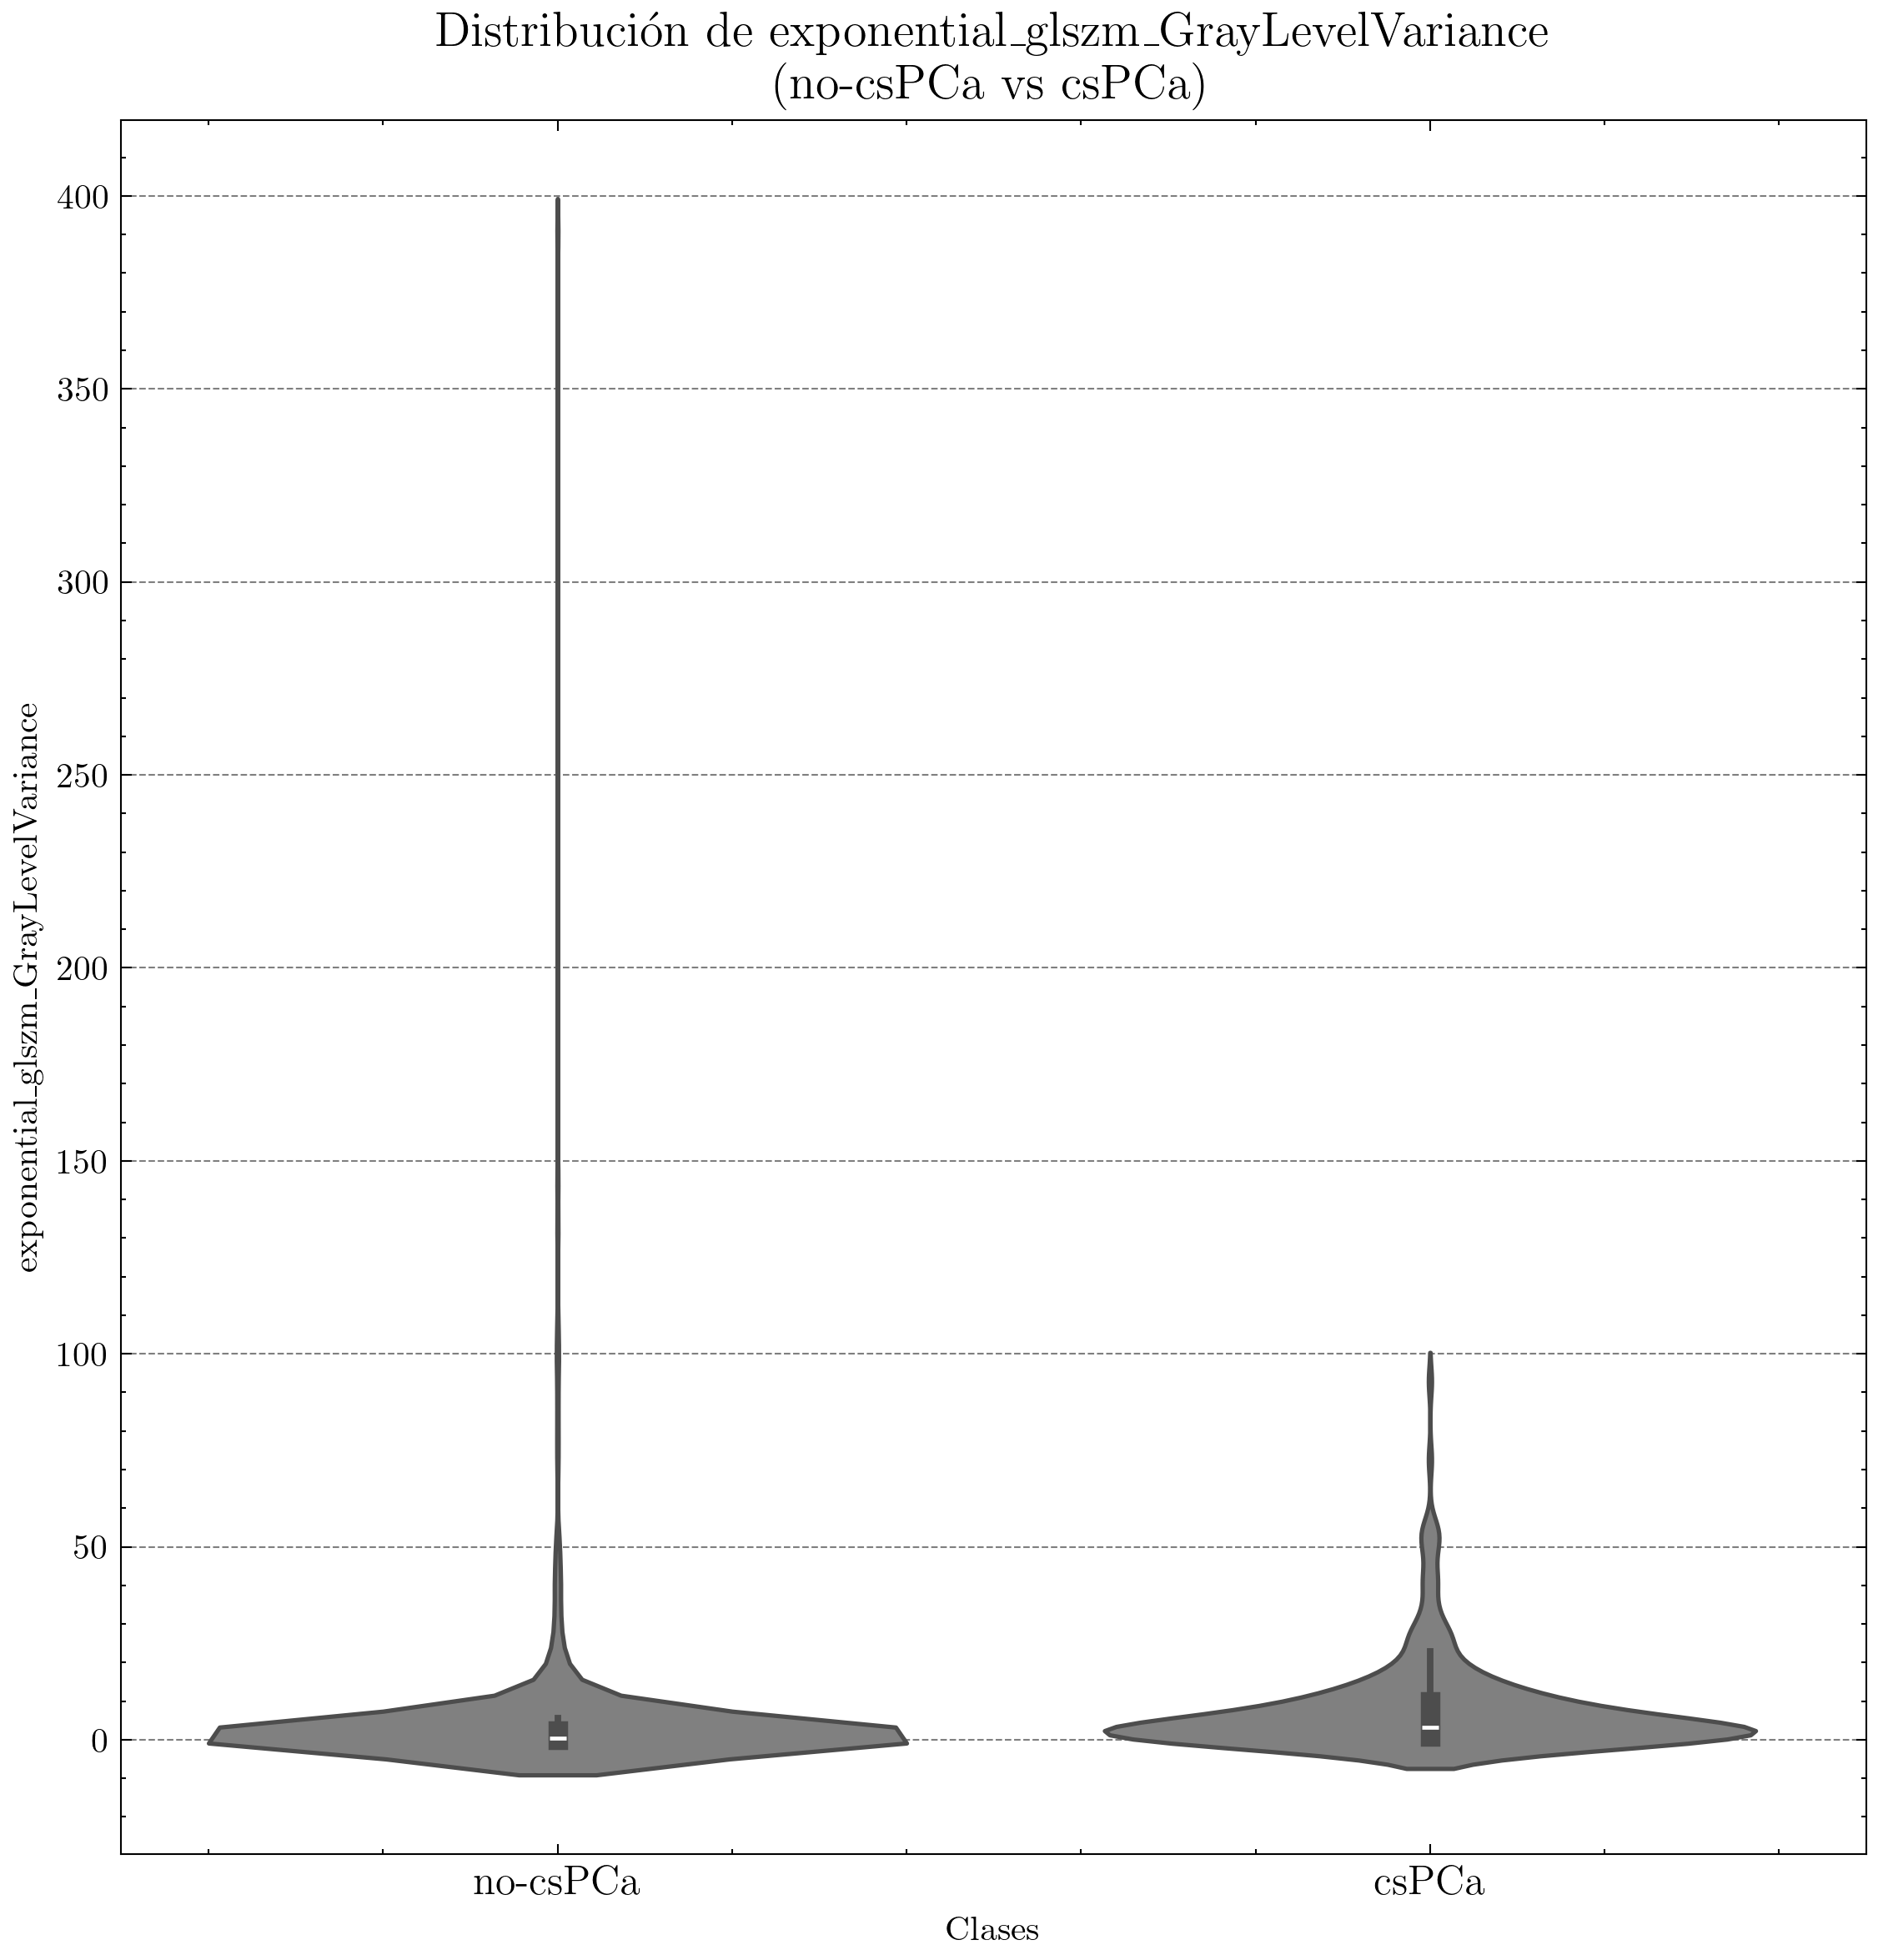 Distribución de exponential_glszm_GrayLevelVariance
(no-csPCa vs csPCa)
400
350
300
250
200
150
100
50
0
exponential_glszm_GrayLevelVariance
no-csPCa
csPCa
Clases